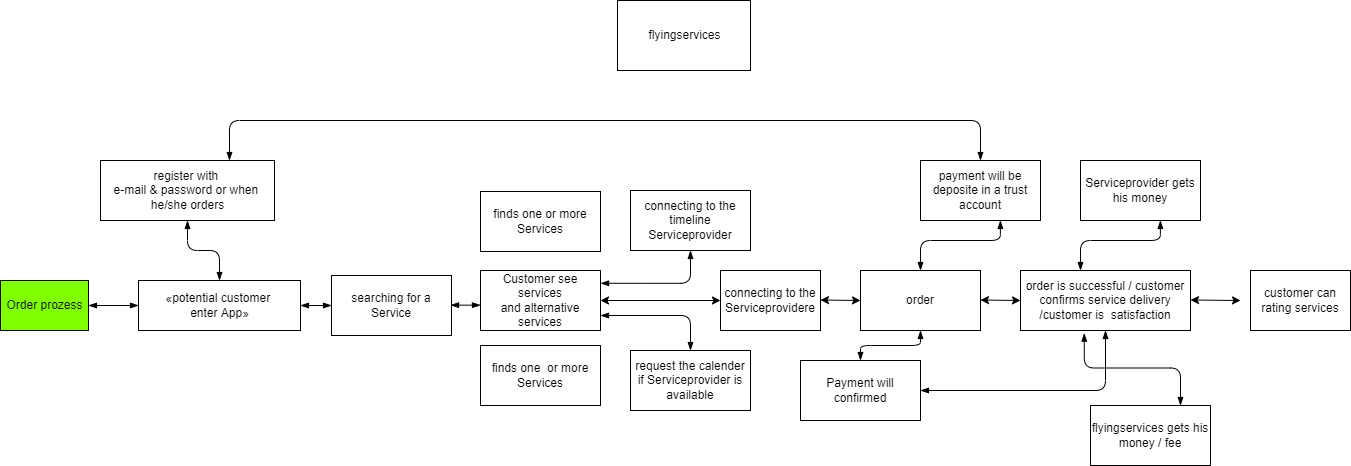 flyingservices
register with
e-mail & password or when
he/she orders
payment will be
deposite in a trust
account
Serviceprovider gets
his money
finds one or more
Services
connecting to the
timeline
Serviceprovider
Order prozess
«potential customer
enter App»
searching for a
Service
Customer see
services
and alternative
services
connecting to the
Serviceprovidere
order
order is successful / customer
confirms service delivery
/customer is satisfaction
customer can
rating services
finds one or more
Services
request the calender
if Serviceprovider is
available
Payment will
confirmed
flyingservices gets his
money / fee